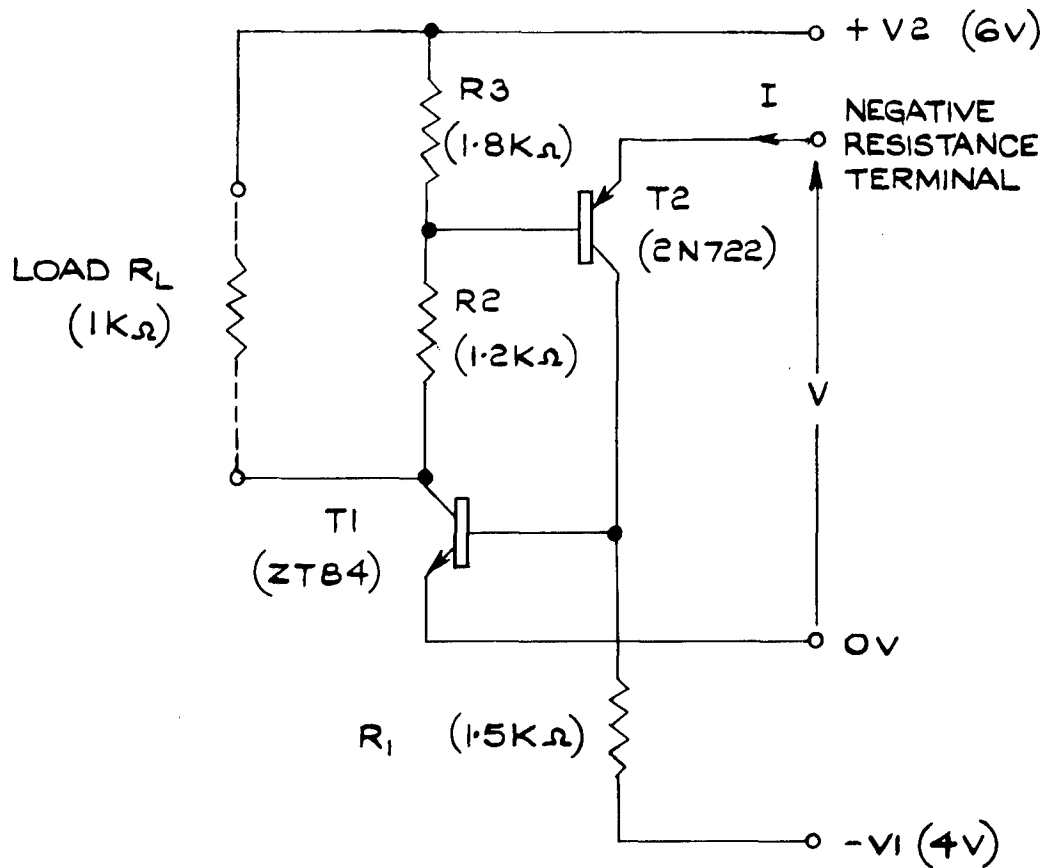 + V2 (6V)
R3
(1.8KΩ)
I
NEGATIVE
RESISTANCE
TERMINAL
T2
(2N722)
LOAD RL
(1KΩ)
R2
(1.2KΩ)
V
T1
(ZT84)
0V
R1 (1.5KΩ)
-V1 (4V)